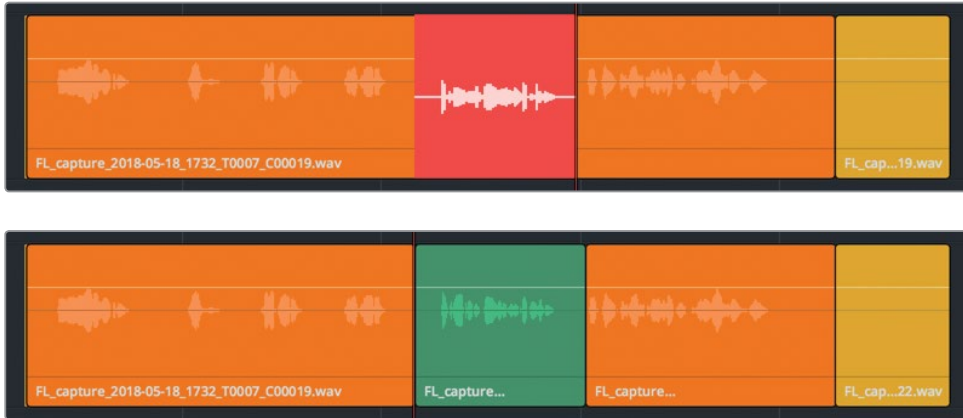 FL_capture_2018-05-18_1732_T0007_C00019.wav
FL_cap...19.wav
FL_capture_2018-05-18_1732_T0007_C00019.wav
FL_capture...
FL_capture...
FL_cap...22.wav